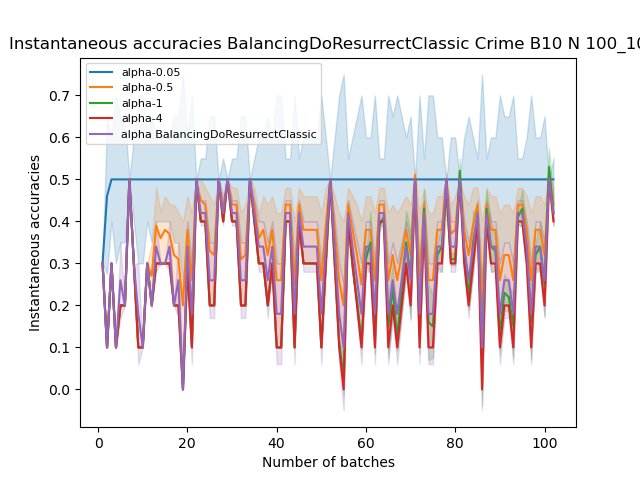 Instantaneous accuracies BalancingDoResurrectClassic Crime B10 N 100_10
alpha-0.05
alpha-0.5
alpha-1
alpha-4
alpha BalancingDoResurrectClassic
Instantaneous accuracies
0.7
0.6
0.5
0.4
0.3
0.2
0.1
0.0
0 20 40 60 80 100
Number of batches